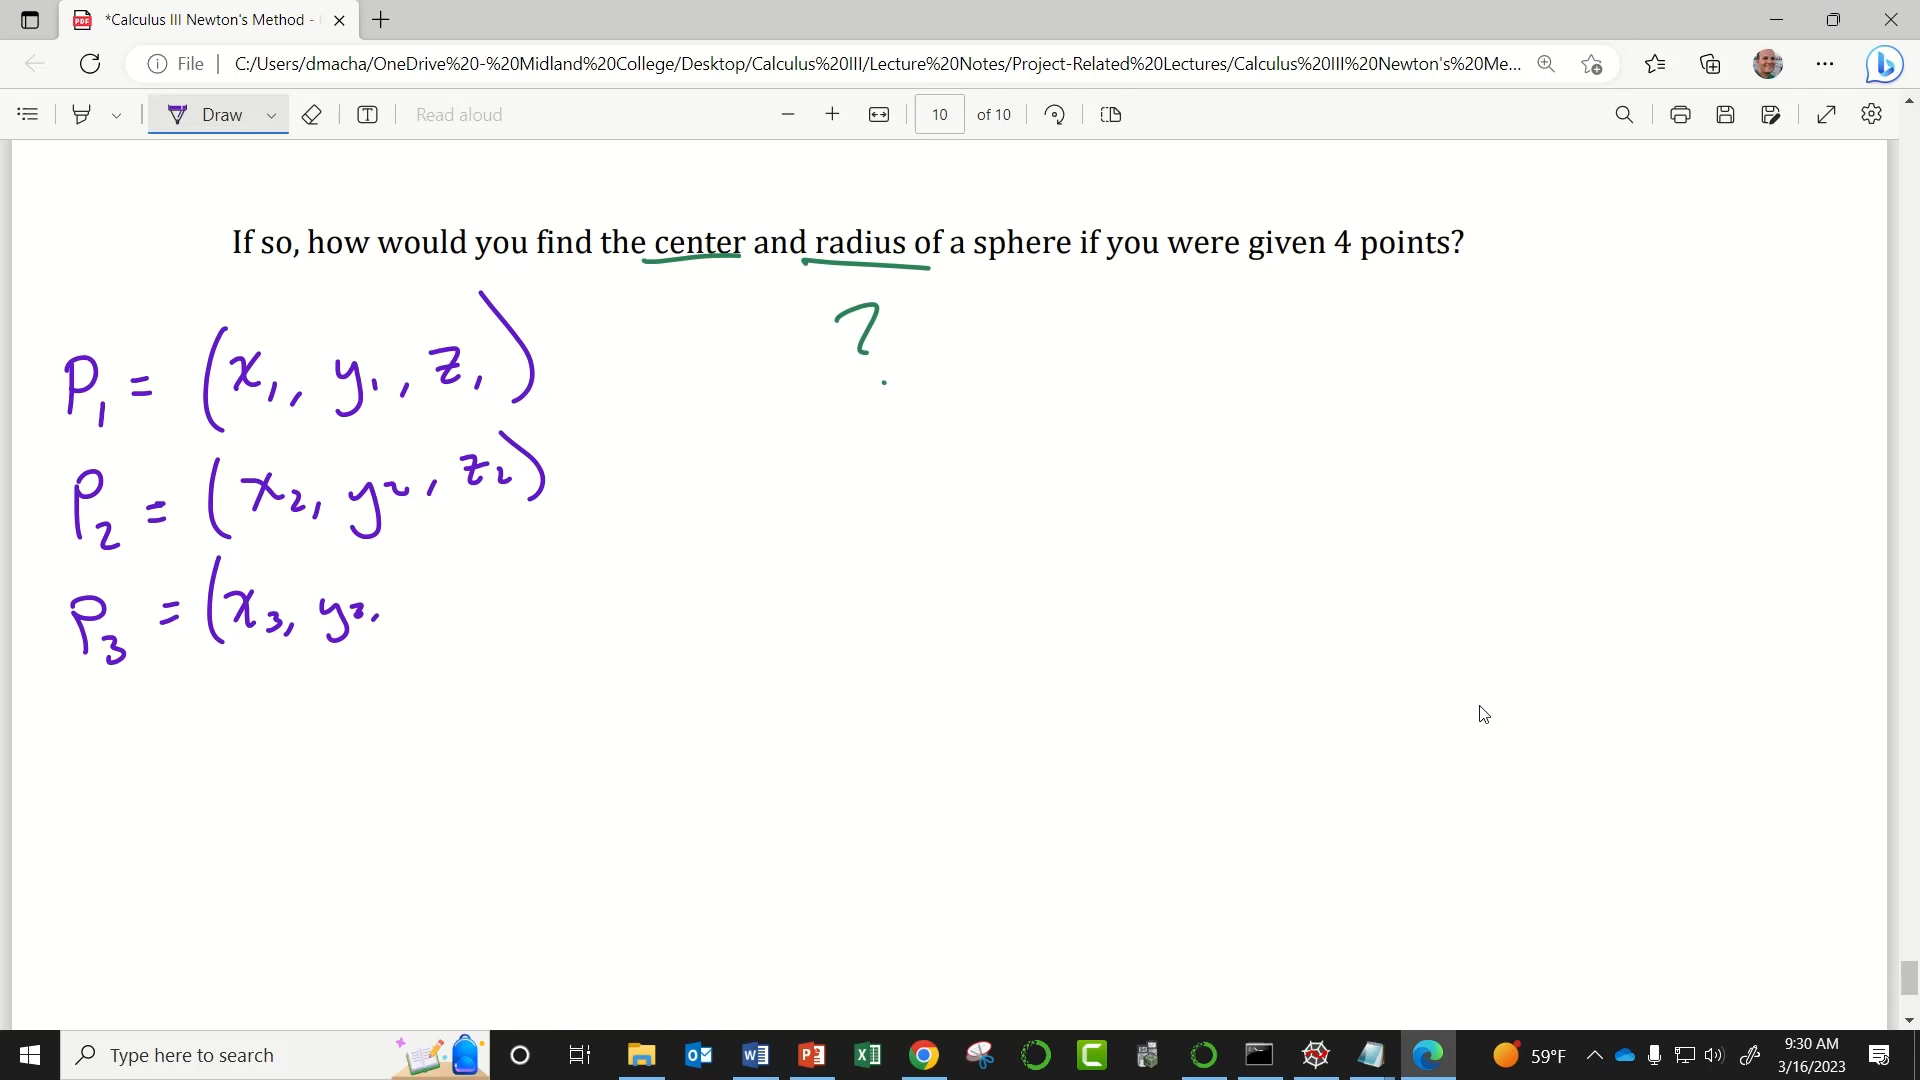 *Calculus III Newton's Method -
File
C:/Users/dmacha/OneDrive%20-%20Midland%20College/Desktop/Calculus%20III/Lecture%20Notes/Project-Related%20Lectures/Calculus%20III%20Newton's%20Me...
Draw
Read aloud
10 of 10
If so, how would you find the center and radius of a sphere if you were given 4 points?
?
P₁ = (x₁, y₁, z₁)
P₂ = (x₂, y₂, z₂)
P₃ = (x₃, y₃,
Type here to search
59°F
9:30 AM
3/16/2023